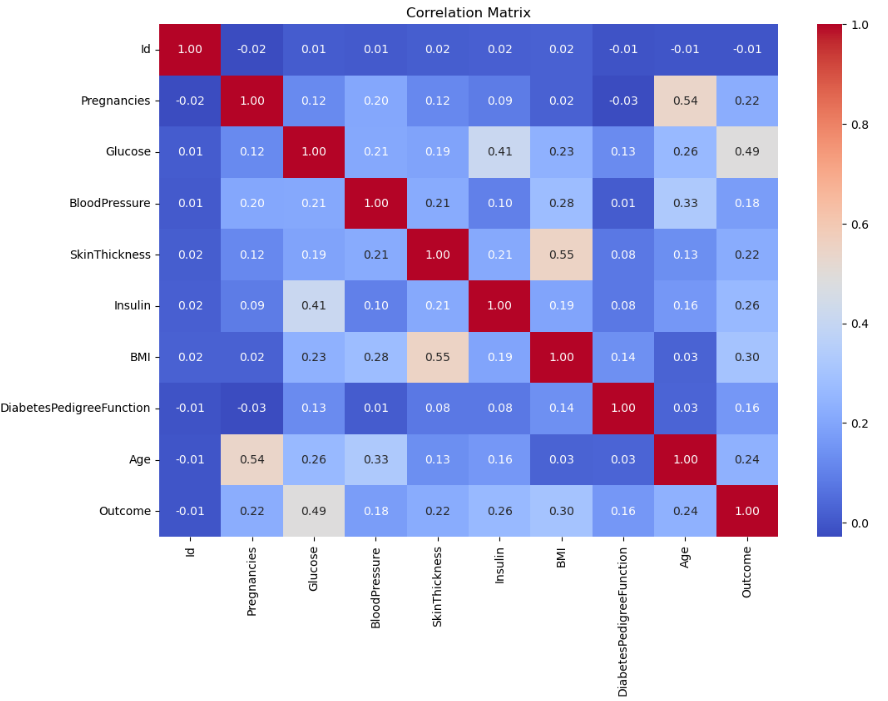 Correlation Matrix
Id 1.00 -0.02 0.01 0.01 0.02 0.02 0.02 -0.01 -0.01 -0.01
Pregnancies -0.02 1.00 0.12 0.20 0.12 0.09 0.02 -0.03 0.54 0.22
Glucose 0.01 0.12 1.00 0.21 0.19 0.41 0.23 0.13 0.26 0.49
BloodPressure 0.01 0.20 0.21 1.00 0.21 0.10 0.28 0.01 0.33 0.18
SkinThickness 0.02 0.12 0.19 0.21 1.00 0.21 0.55 0.08 0.13 0.22
Insulin 0.02 0.09 0.41 0.10 0.21 1.00 0.19 0.08 0.16 0.26
BMI 0.02 0.02 0.23 0.28 0.55 0.19 1.00 0.14 0.03 0.30
DiabetesPedigreeFunction -0.01 -0.03 0.13 0.01 0.08 0.08 0.14 1.00 0.03 0.16
Age -0.01 0.54 0.26 0.33 0.13 0.16 0.03 0.03 1.00 0.24
Outcome -0.01 0.22 0.49 0.18 0.22 0.26 0.30 0.16 0.24 1.00
Id
Pregnancies
Glucose
BloodPressure
SkinThickness
Insulin
BMI
DiabetesPedigreeFunction
Age
Outcome
1.0
0.8
0.6
0.4
0.2
0.0